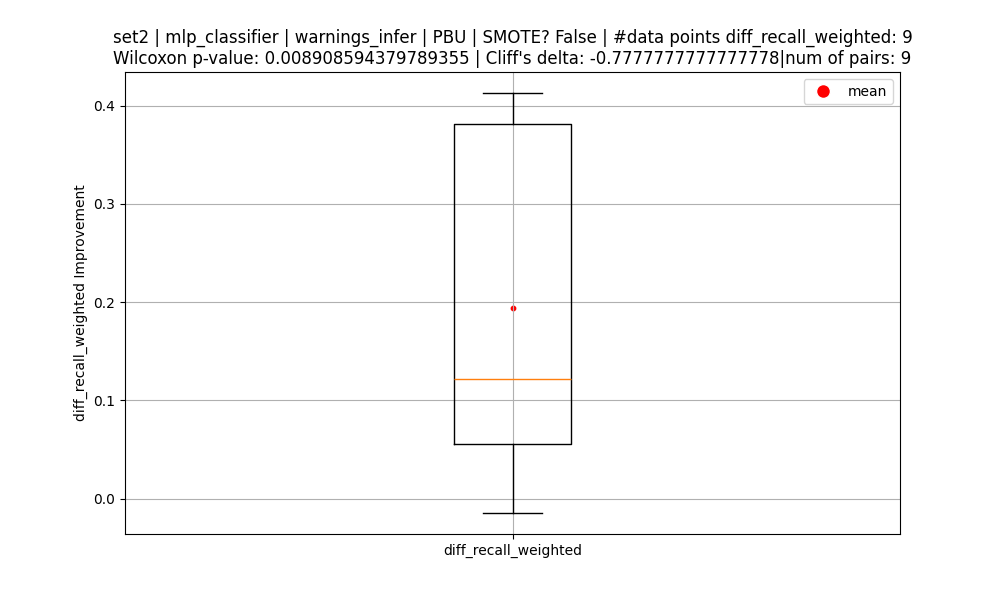 set2 | mlp_classifier | warnings_infer | PBU | SMOTE? False | #data points diff_recall_weighted: 9
Wilcoxon p-value: 0.008908594379789355 | Cliff's delta: -0.7777777777777778|num of pairs: 9
mean
0.4
0.3
0.2
0.1
0.0
diff_recall_weighted Improvement
diff_recall_weighted